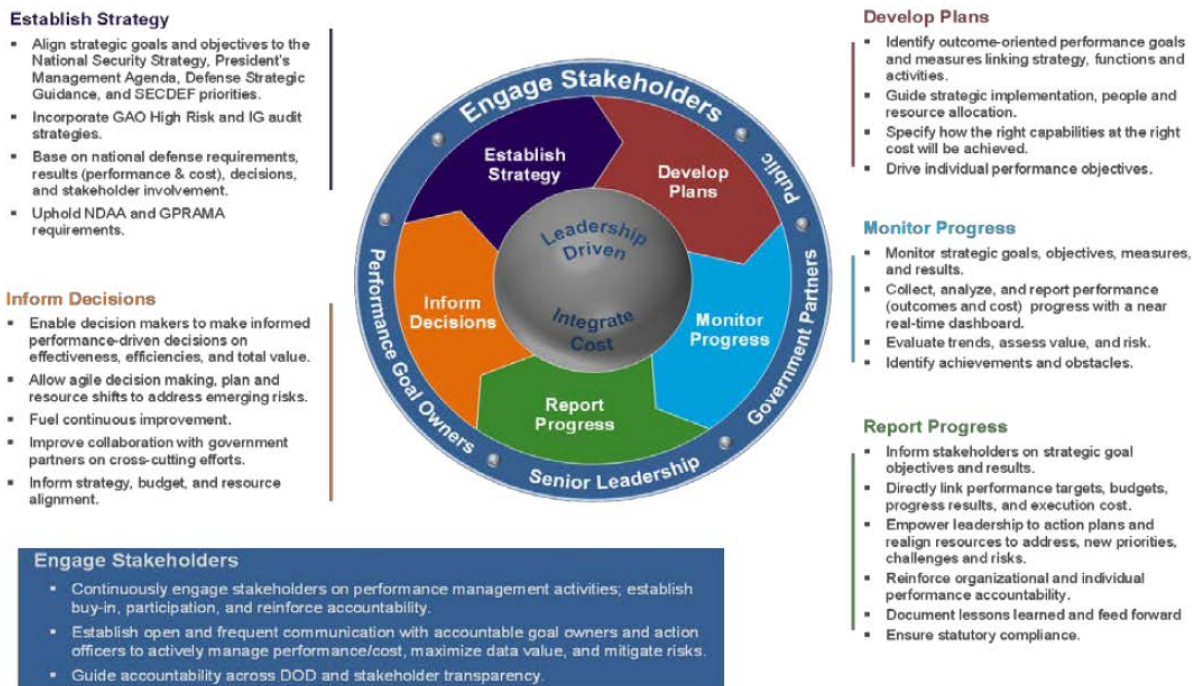 Establish Strategy
▪ Align strategic goals and objectives to the
National Security Strategy, President's
Management Agenda, Defense Strategic
Guidance, and SECDEF priorities.
▪ Incorporate GAO High Risk and IG audit
strategies.
▪ Base on national defense requirements,
results (performance & cost), decisions,
and stakeholder involvement.
▪ Uphold NDAA and GPRAMA
requirements.
Inform Decisions
▪ Enable decision makers to make informed
performance-driven decisions on
effectiveness, efficiencies, and total value.
▪ Allow agile decision making, plan and
resource shifts to address emerging risks.
▪ Fuel continuous improvement.
▪ Improve collaboration with government
partners on cross-cutting efforts.
▪ Inform strategy, budget, and resource
alignment.
Engage Stakeholders
Public
Government Partners
Senior Leadership
Performance Goal Owners
Establish
Strategy
Develop
Plans
Monitor
Progress
Report
Progress
Inform
Decisions
Leadership
Driven
Integrate
Cost
Develop Plans
▪ Identify outcome-oriented performance goals
and measures linking strategy, functions and
activities.
▪ Guide strategic implementation, people and
resource allocation.
▪ Specify how the right capabilities at the right
cost will be achieved.
▪ Drive individual performance objectives.
Monitor Progress
▪ Monitor strategic goals, objectives, measures,
and results.
▪ Collect, analyze, and report performance
(outcomes and cost) progress with a near
real-time dashboard.
▪ Evaluate trends, assess value, and risk.
▪ Identify achievements and obstacles.
Report Progress
▪ Inform stakeholders on strategic goal
objectives and results.
▪ Directly link performance targets, budgets,
progress results, and execution cost.
▪ Empower leadership to action plans and
realign resources to address, new priorities,
challenges and risks.
▪ Reinforce organizational and individual
performance accountability.
▪ Document lessons learned and feed forward
▪ Ensure statutory compliance.
Engage Stakeholders
▪ Continuously engage stakeholders on performance management activities; establish
buy-in, participation, and reinforce accountability.
▪ Establish open and frequent communication with accountable goal owners and action
officers to actively manage performance/cost, maximize data value, and mitigate risks.
▪ Guide accountability across DOD and stakeholder transparency.